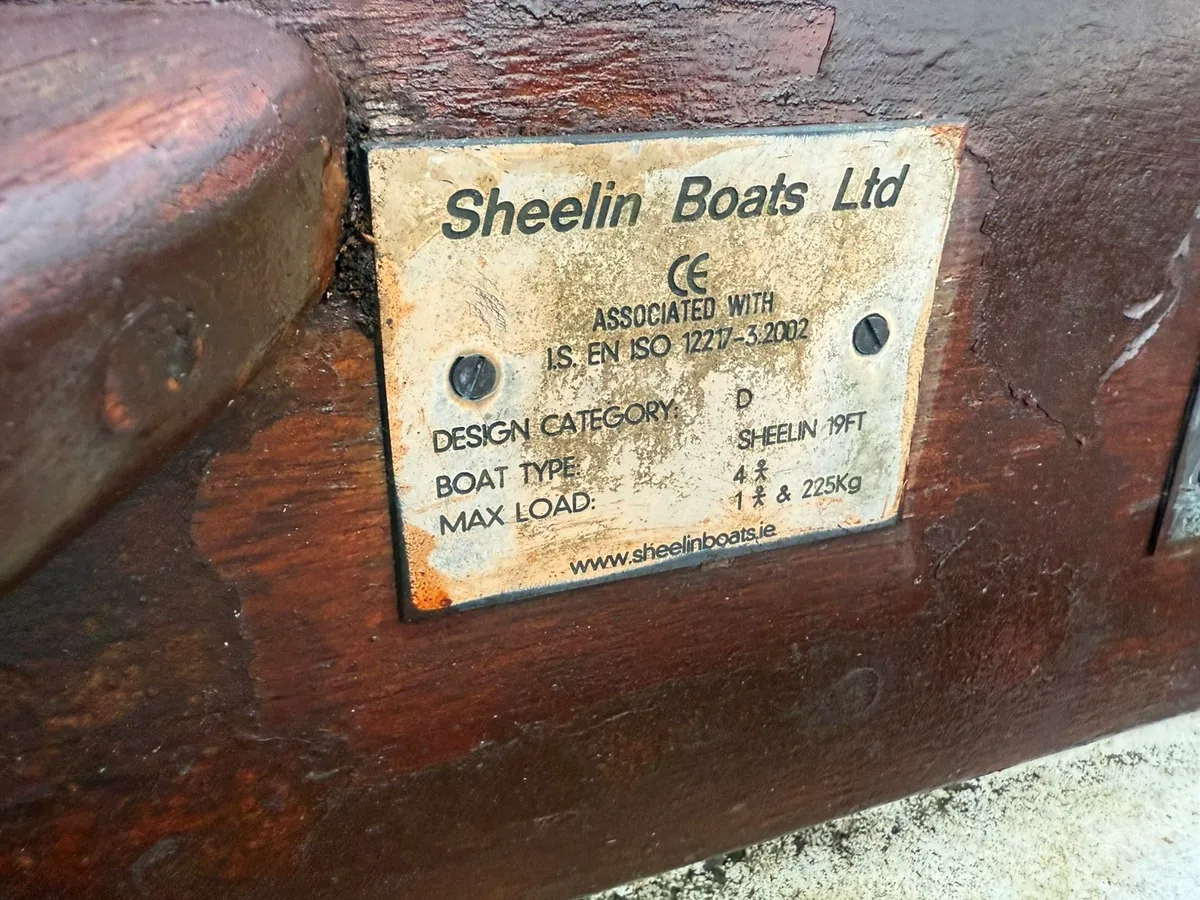 Sheelin Boats Ltd
CE
ASSOCIATED WITH
I.S. EN ISO 12217-3:2002
DESIGN CATEGORY: D
BOAT TYPE: SHEELIN 19FT
MAX LOAD: 4
1 & 225Kg
www.sheelinboats.ie